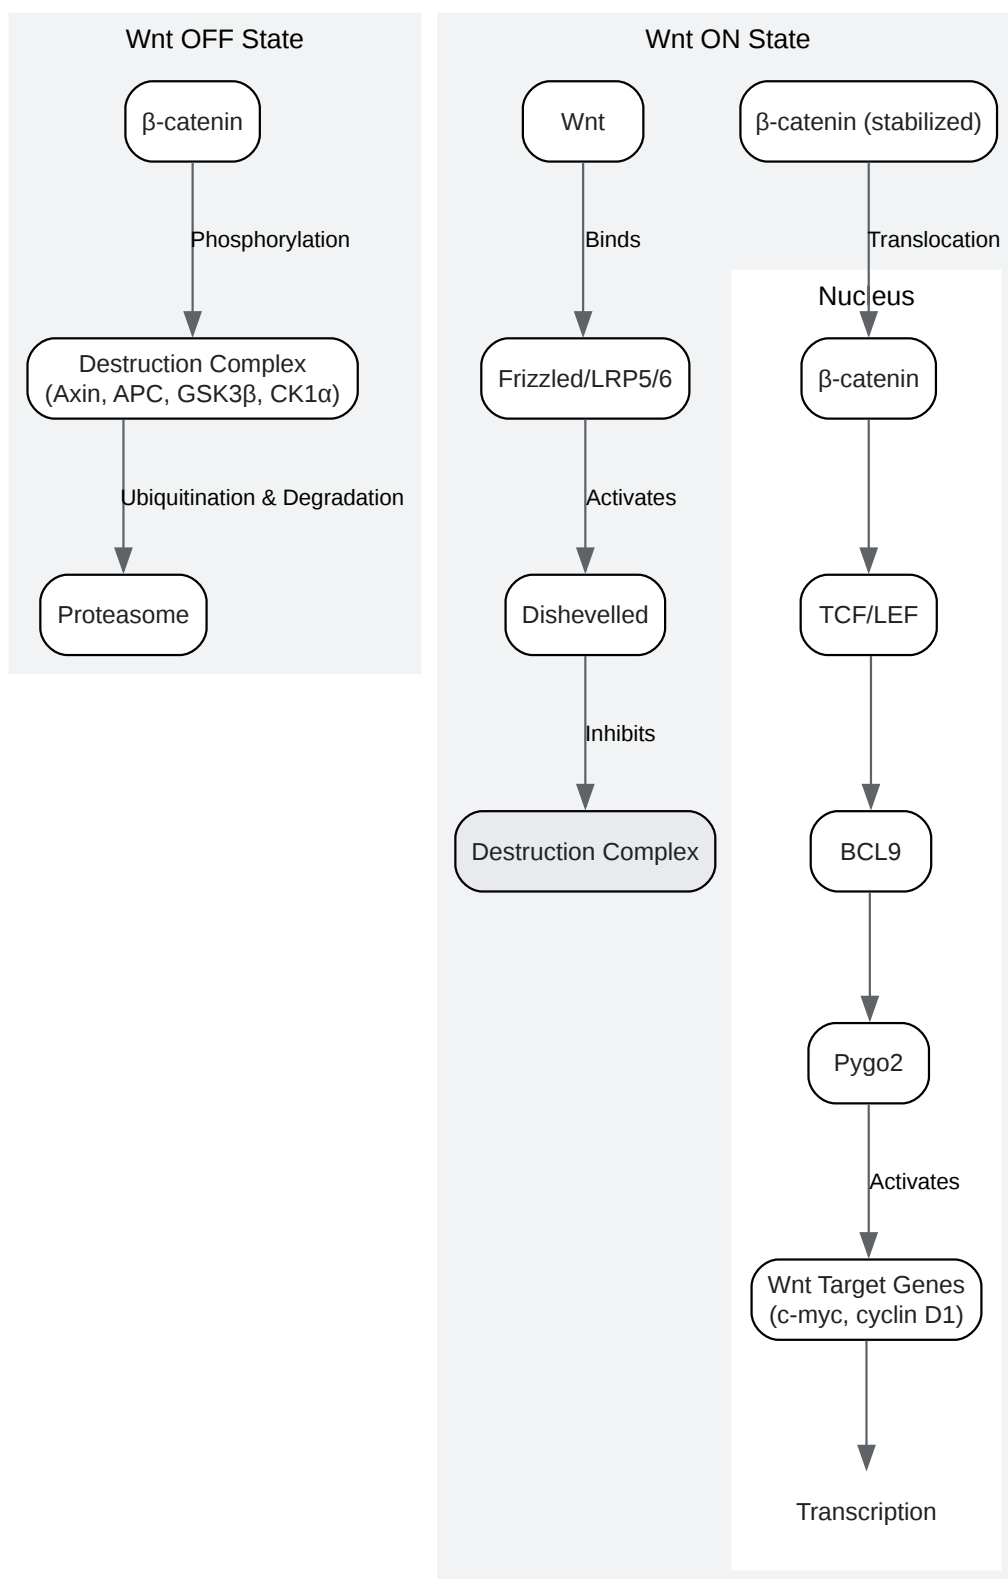 Wnt OFF State
β-catenin
Phosphorylation
Destruction Complex
(Axin, APC, GSK3β, CK1α)
Ubiquitination & Degradation
Proteasome
Wnt ON State
Wnt
Binds
Frizzled/LRP5/6
Activates
Dishevelled
Inhibits
Destruction Complex
β-catenin (stabilized)
Translocation
Nucleus
β-catenin
TCF/LEF
BCL9
Pygo2
Activates
Wnt Target Genes
(c-myc, cyclin D1)
Transcription